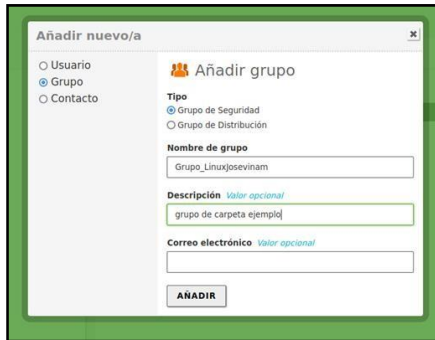 Añadir nuevo/a
Usuario
Grupo
Contacto
Añadir grupo
Tipo
Grupo de Seguridad
Grupo de Distribución
Nombre de grupo
Grupo_LinuxJosevinam
Descripción Valor opcional
grupo de carpeta ejemplo
Correo electrónico Valor opcional
AÑADIR